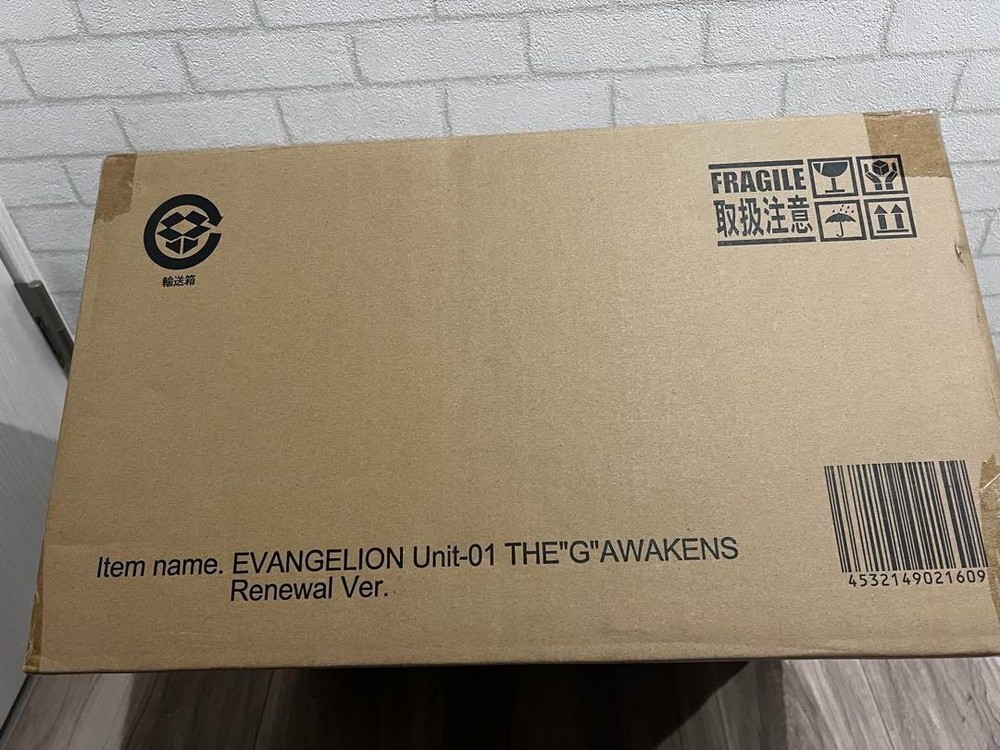 FRAGILE
取扱注意
輸送箱
Item name. EVANGELION Unit-01 THE"G"AWAKENS
Renewal Ver.
4532149021609